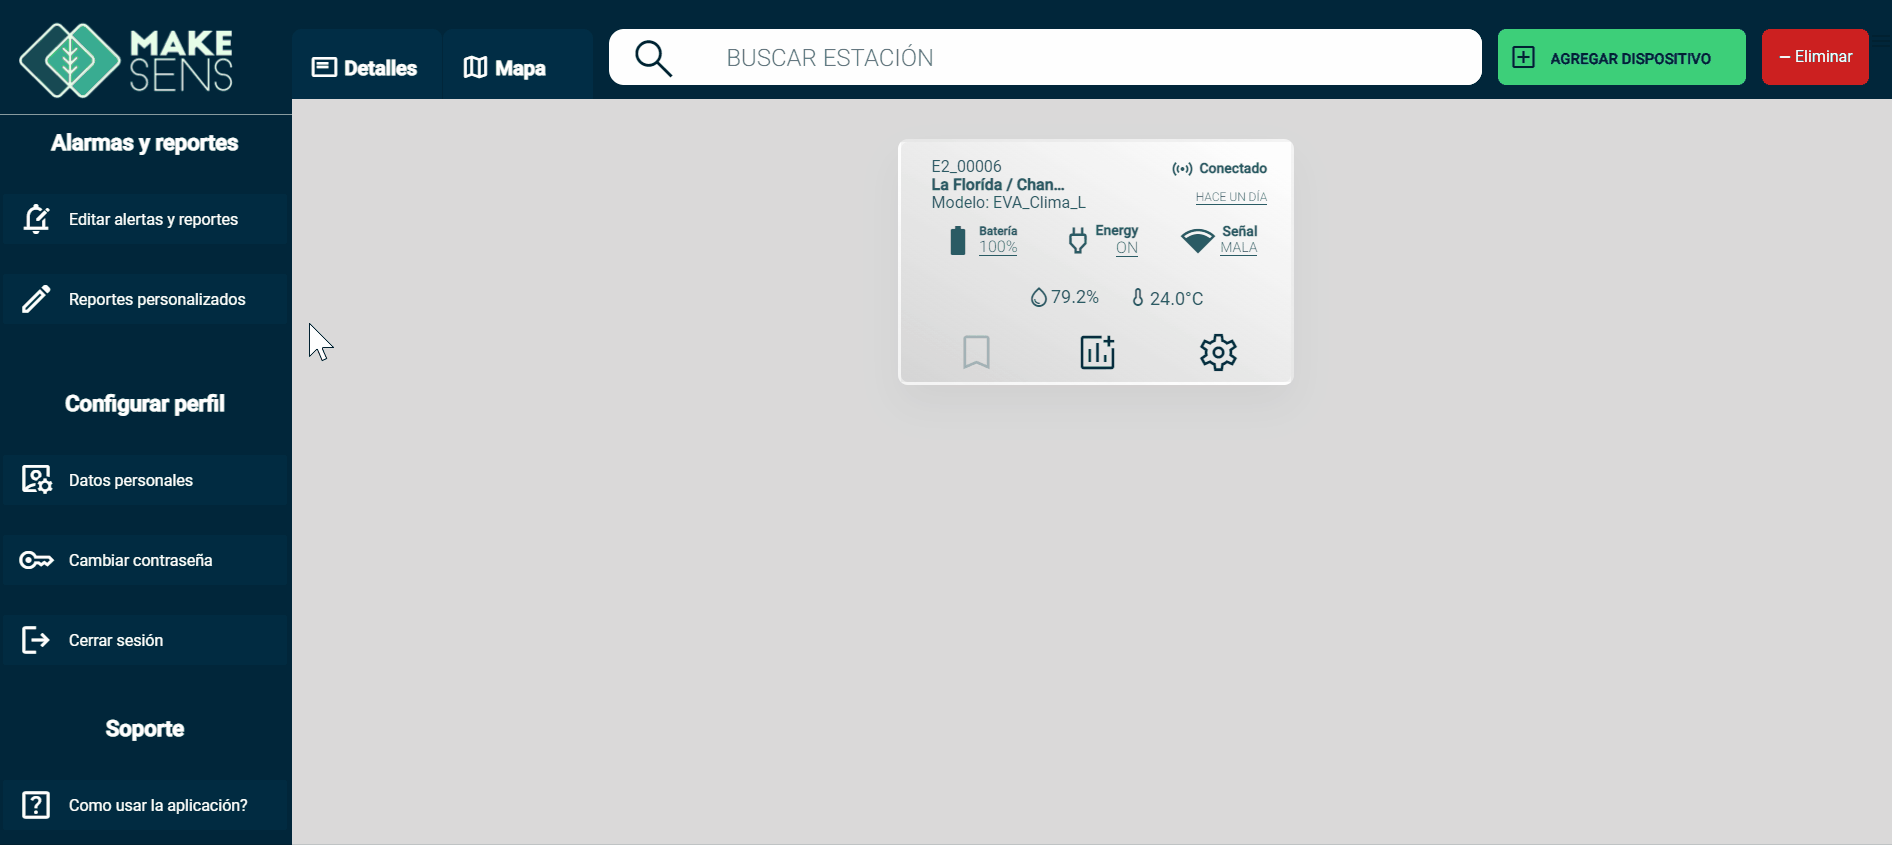 MAKE
SENS
Detalles
Mapa
BUSCAR ESTACIÓN
AGREGAR DISPOSITIVO
– Eliminar
Alarmas y reportes
Editar alertas y reportes
Reportes personalizados
Configurar perfil
Datos personales
Cambiar contraseña
Cerrar sesión
Soporte
Como usar la aplicación?
E2_00006
La Florída / Chan...
Modelo: EVA_Clima_L
Conectado
HACE UN DÍA
Batería
100%
Energy
ON
Señal
MALA
79.2%
24.0°C